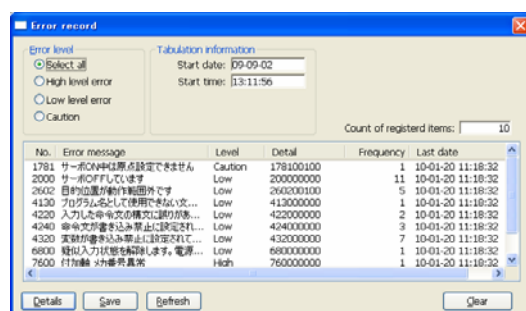 Error record
Error level
Select all
High level error
Low level error
Caution
Tabulation information
Start date: 09-09-02
Start time: 13:11:56
Count of registerd items: 10
No. Error message Level Detail Frequency Last date
1781 サーボON中は原点設定できません Caution 178100100 1 10-01-20 11:18:32
2000 サーボOFFしています Low 200000000 11 10-01-20 11:18:32
2602 目的位置が動作範囲外です Low 260200100 5 10-01-20 11:18:32
4130 プログラム名として使用できない文... Low 413000000 1 10-01-20 11:18:32
4220 入力した命令文の構文に誤りがあ... Low 422000000 2 10-01-20 11:18:32
4240 命令文が書き込み禁止に設定され... Low 424000000 3 10-01-20 11:18:32
4320 変数が書き込み禁止に設定されて... Low 432000000 7 10-01-20 11:18:32
6800 疑似入力状態を解除します。電源... Low 680000000 1 10-01-20 11:18:32
7600 付加軸 メカ番号異常 High 760000000 1 10-01-20 11:18:32
Details Save Refresh Clear